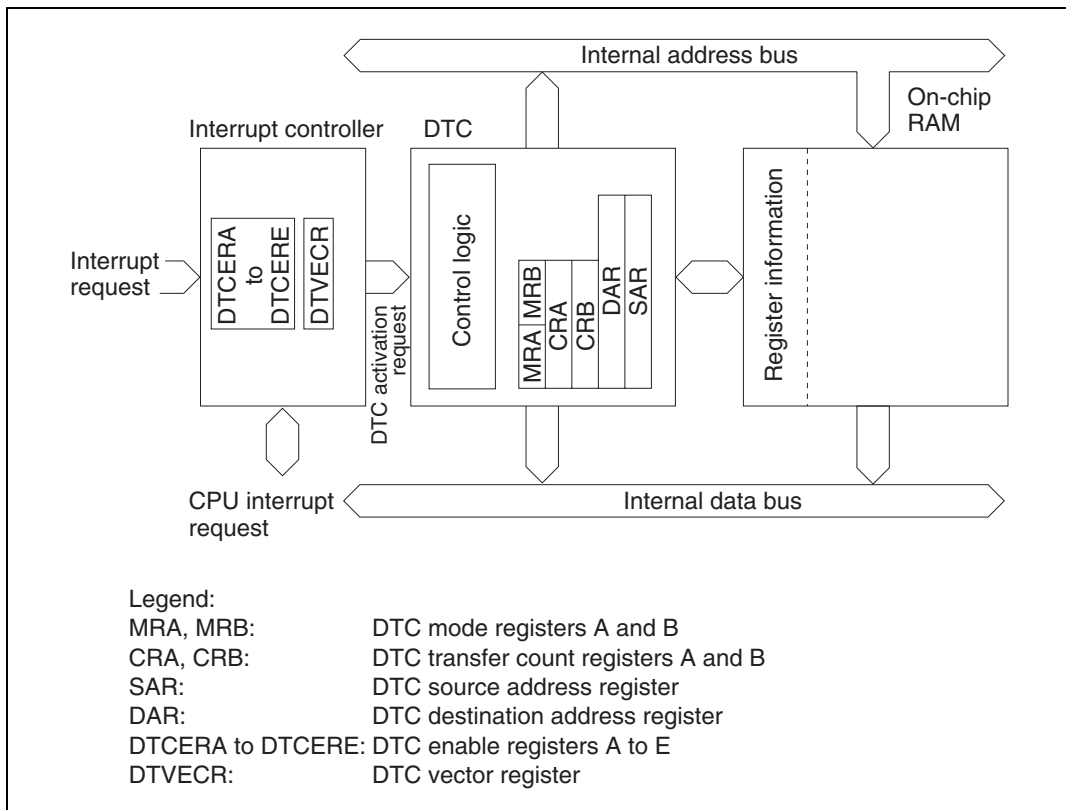 Internal address bus
On-chip
RAM
Interrupt controller
DTC
Interrupt
request
DTCERA
to
DTCERE
DTVECR
DTC activation
request
Control logic
MRA
MRB
CRA
CRB
DAR
SAR
Register information
CPU interrupt
request
Internal data bus
Legend:
MRA, MRB: DTC mode registers A and B
CRA, CRB: DTC transfer count registers A and B
SAR: DTC source address register
DAR: DTC destination address register
DTCERA to DTCERE: DTC enable registers A to E
DTVECR: DTC vector register